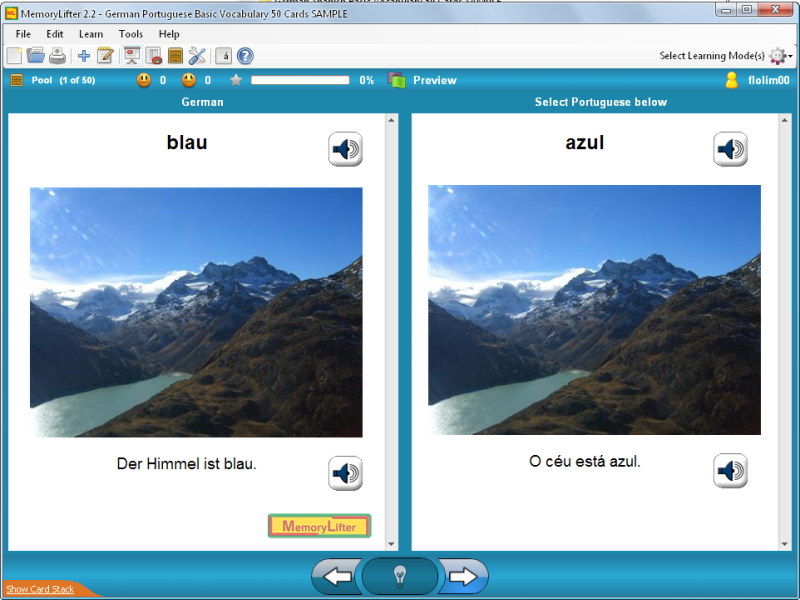 MemoryLifter 2.2 - German Portuguese Basic Vocabulary 50 Cards SAMPLE
File Edit Learn Tools Help
Select Learning Mode(s)
Pool (1 of 50) 0 0 0% Preview flolim00
German
Select Portuguese below
blau
Der Himmel ist blau.
MemoryLifter
azul
O céu está azul.
Show Card Stack